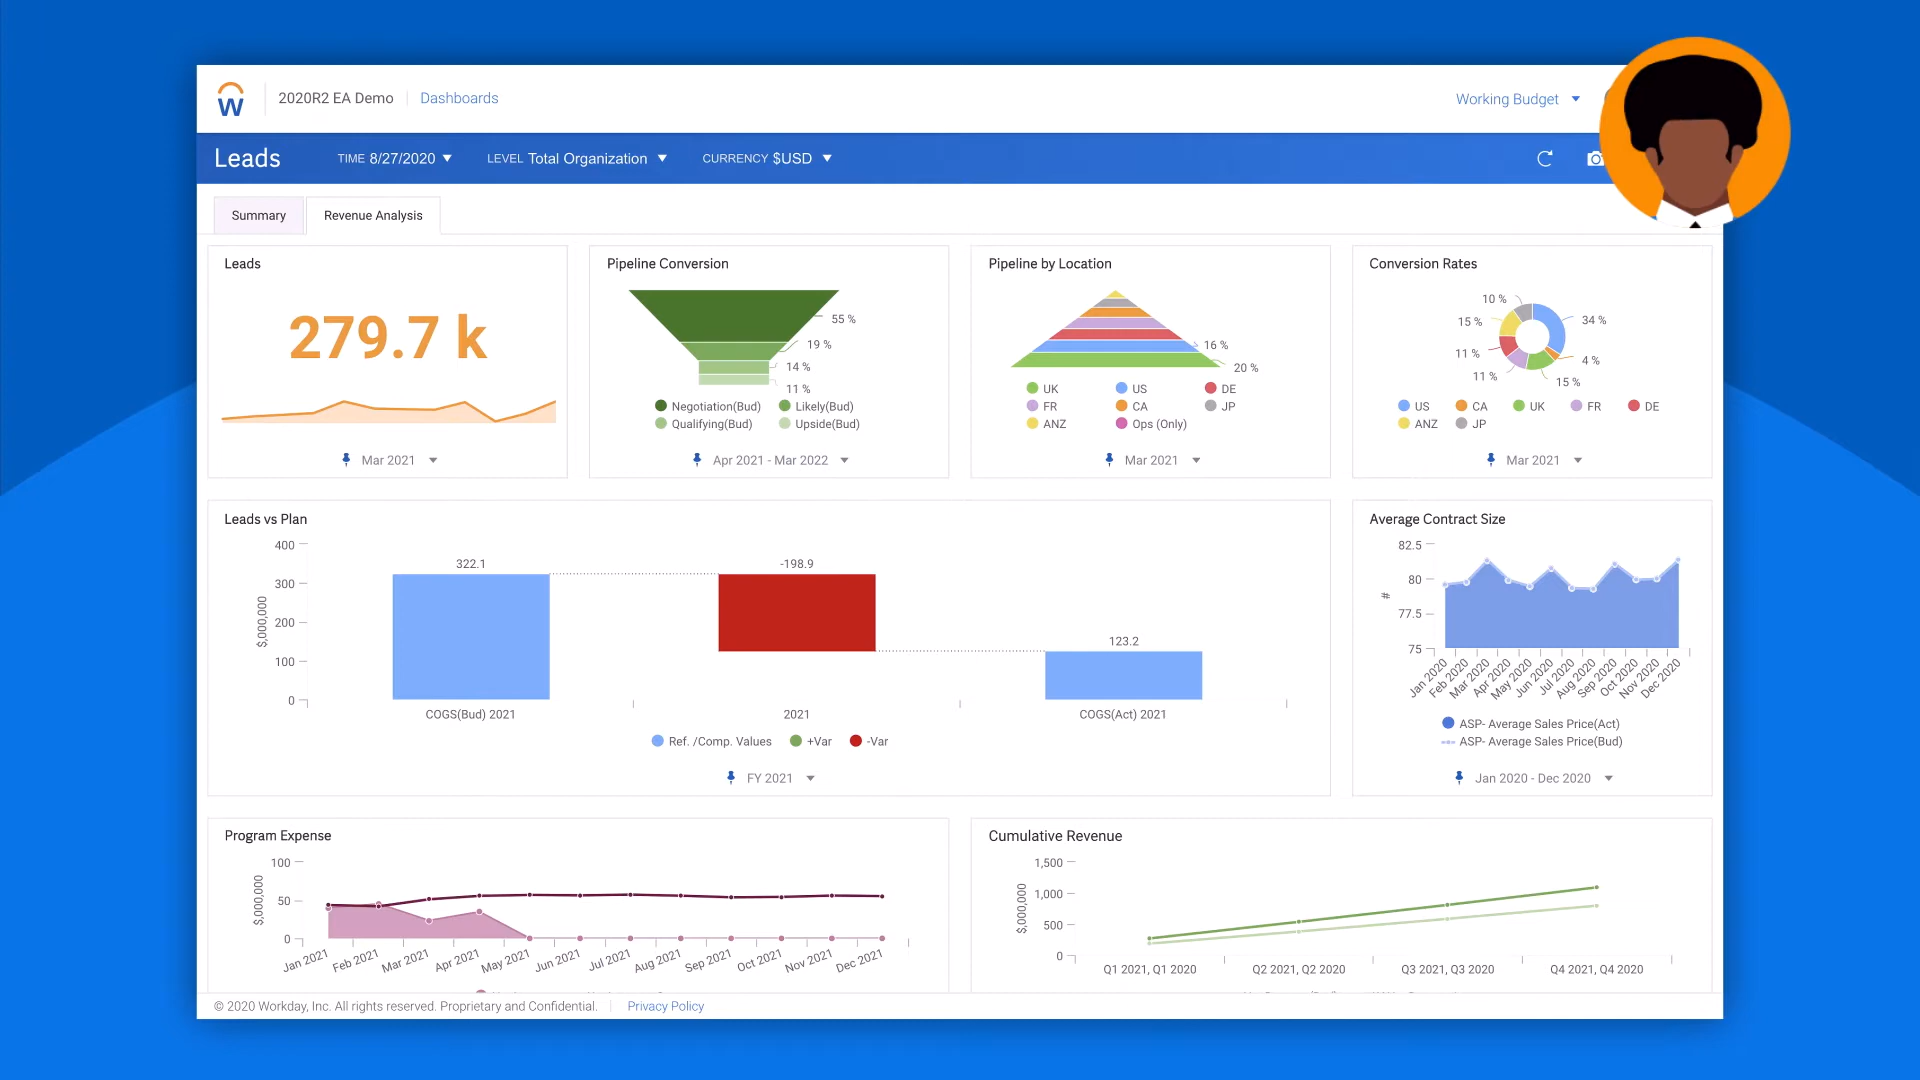 W
2020R2 EA Demo
Dashboards
Working Budget
Leads
TIME 8/27/2020
LEVEL Total Organization
CURRENCY $USD
Summary
Revenue Analysis
Leads
279.7 k
Mar 2021
Pipeline Conversion
55 %
19 %
14 %
11 %
Negotiation(Bud)
Likely(Bud)
Qualifying(Bud)
Upside(Bud)
Apr 2021 - Mar 2022
Pipeline by Location
16 %
20 %
UK
US
DE
FR
CA
JP
ANZ
Ops (Only)
Mar 2021
Conversion Rates
10 %
34 %
15 %
11 %
4 %
11 %
15 %
US
CA
UK
FR
DE
ANZ
JP
Mar 2021
Leads vs Plan
$,000,000
400
300
200
100
0
322.1
-198.9
123.2
COGS(Bud) 2021
2021
COGS(Act) 2021
Ref. /Comp. Values
+Var
-Var
FY 2021
Average Contract Size
#
82.5
80
77.5
75
Jan 2020
Feb 2020
Mar 2020
Apr 2020
May 2020
Jun 2020
Jul 2020
Aug 2020
Sep 2020
Oct 2020
Nov 2020
Dec 2020
ASP- Average Sales Price(Act)
ASP- Average Sales Price(Bud)
Jan 2020 - Dec 2020
Program Expense
$,000,000
100
50
0
Jan 2021
Feb 2021
Mar 2021
Apr 2021
May 2021
Jun 2021
Jul 2021
Aug 2021
Sep 2021
Oct 2021
Nov 2021
Dec 2021
Cumulative Revenue
$,000,000
1,500
1,000
500
0
Q1 2021, Q1 2020
Q2 2021, Q2 2020
Q3 2021, Q3 2020
Q4 2021, Q4 2020
© 2020 Workday, Inc. All rights reserved. Proprietary and Confidential.
Privacy Policy